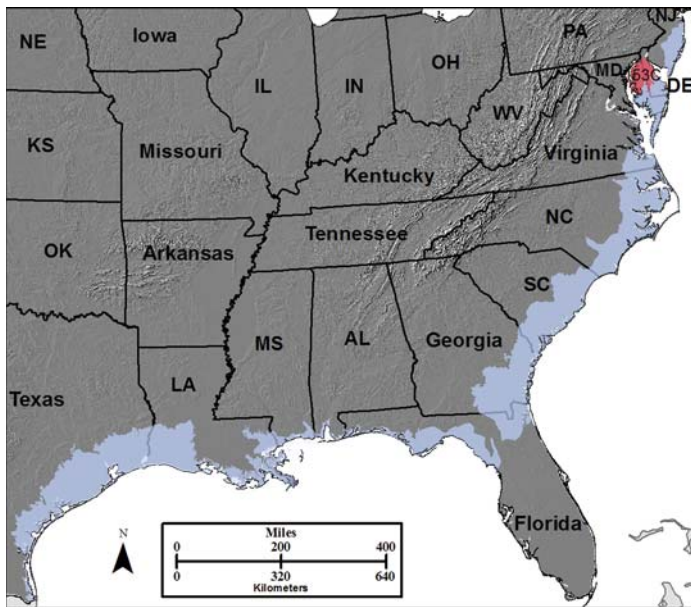 NE
Iowa
PA
NJ
IL
IN
OH
MD
53C
DE
WV
KS
Missouri
Virginia
Kentucky
OK
Arkansas
Tennessee
NC
SC
MS
AL
Georgia
Texas
LA
Florida
N
Miles
0 200 400
0 320 640
Kilometers